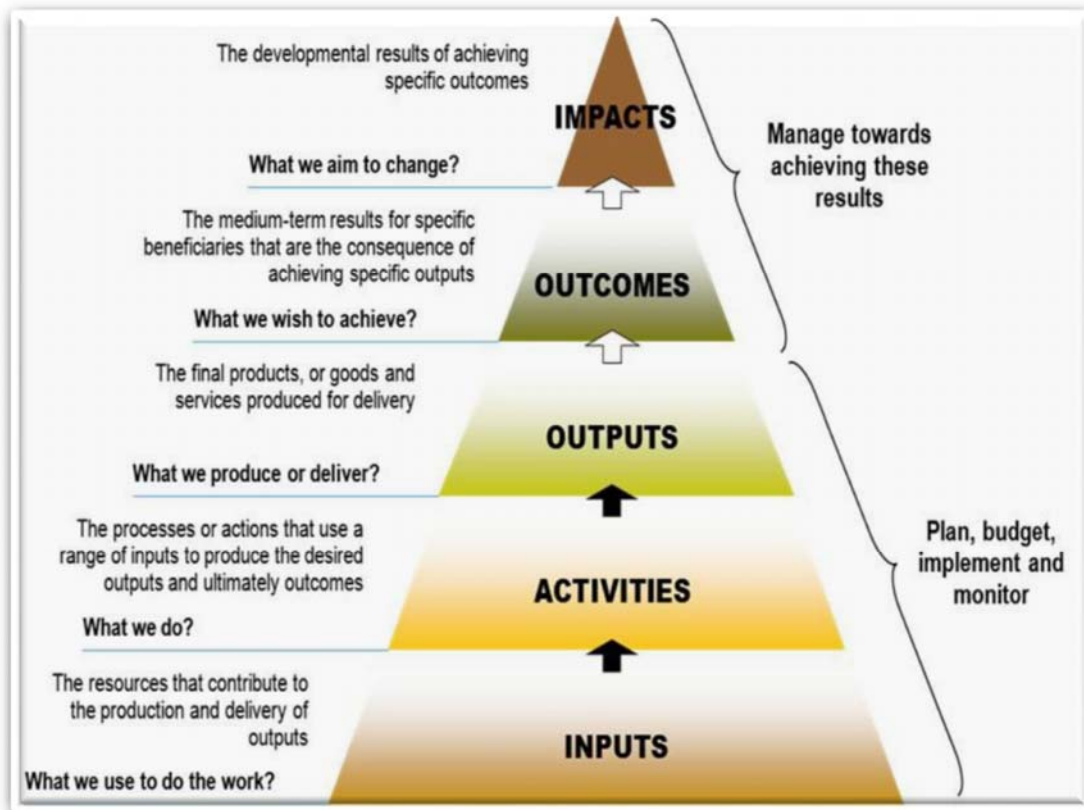 The developmental results of achieving
specific outcomes
IMPACTS
What we aim to change?
Manage towards
achieving these
results
The medium-term results for specific
beneficiaries that are the consequence of
achieving specific outputs
OUTCOMES
What we wish to achieve?
The final products, or goods and
services produced for delivery
OUTPUTS
What we produce or deliver?
The processes or actions that use a
range of inputs to produce the desired
outputs and ultimately outcomes
ACTIVITIES
What we do?
Plan, budget,
implement and
monitor
The resources that contribute to
the production and delivery of
outputs
INPUTS
What we use to do the work?